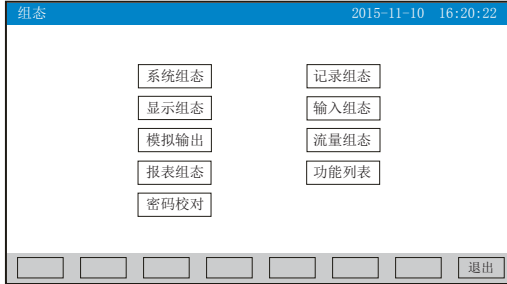 组态 2015-11-10 16:20:22
系统组态 记录组态
显示组态 输入组态
模拟输出 流量组态
报表组态 功能列表
密码校对
退出